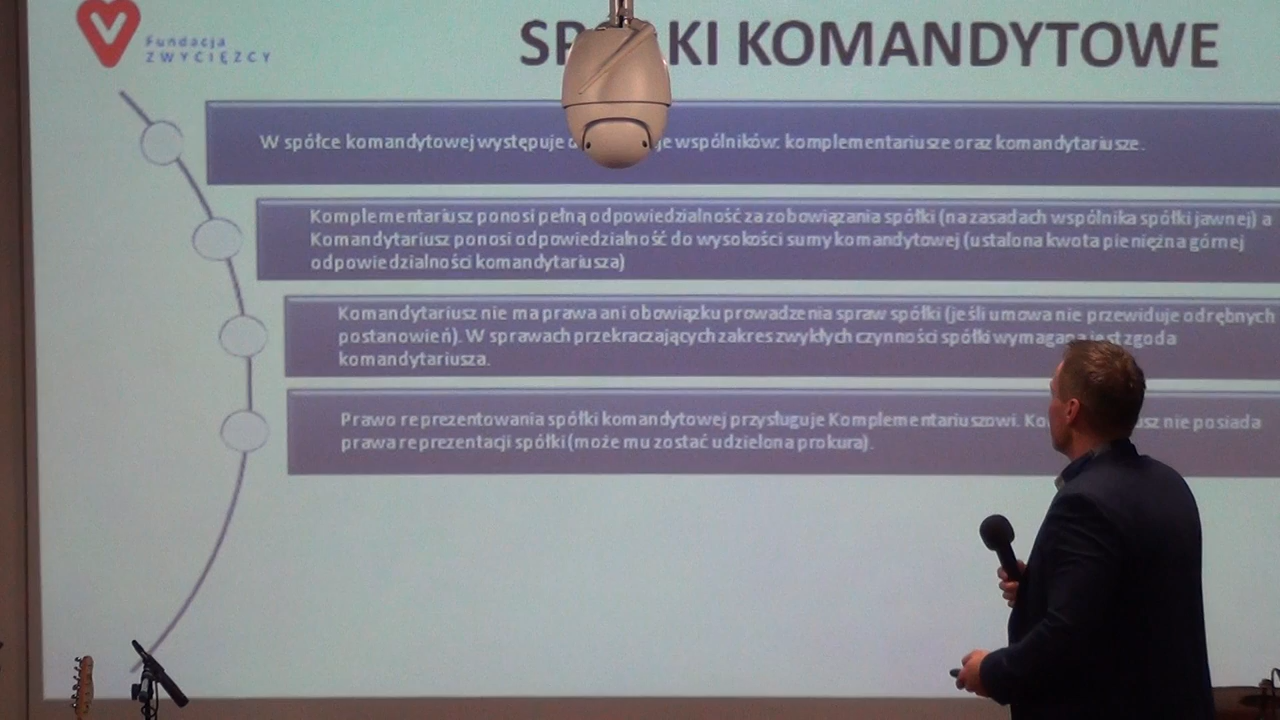 Fundacja
ZWYCIĘZCY
KI KOMANDYTOWE
W spółce komandytowej występuje wspólników: komplementariusze oraz komandytariusze.
Komplementariusz ponosi pełną odpowiedzialność za zobowiązania spółki (na zasadach wspólnika spółki jawnej) a
Komandytariusz ponosi odpowiedzialność do wysokości sumy komandytowej (ustalona kwota pieniężna górnej
odpowiedzialności komandytariusza)
Komandytariusz nie ma prawa ani obowiązku prowadzenia spraw spółki (jeśli umowa nie przewiduje odrębnych
postanowień). W sprawach przekraczających zakres zwykłych czynności spółki wymagana jest zgoda
komandytariusza.
Prawo reprezentowania spółki komandytowej przysługuje Komplementariuszowi. nie posiada
prawa reprezentacji spółki (może mu zostać udzielona prokura).